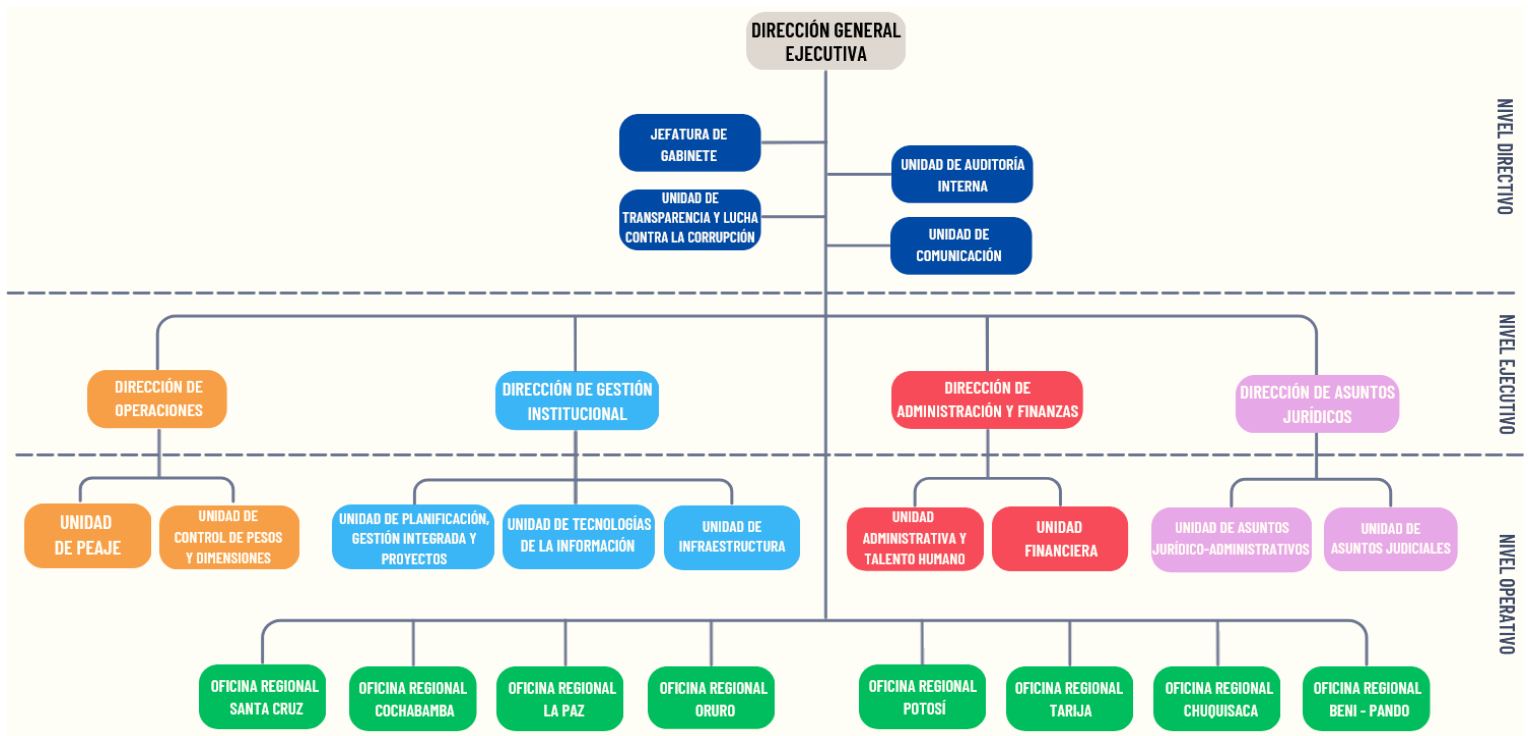 DIRECCIÓN GENERAL
EJECUTIVA
JEFATURA DE
GABINETE
UNIDAD DE AUDITORÍA
INTERNA
UNIDAD DE
TRANSPARENCIA Y LUCHA
CONTRA LA CORRUPCIÓN
UNIDAD DE
COMUNICACIÓN
NIVEL DIRECTIVO
DIRECCIÓN DE
OPERACIONES
DIRECCIÓN DE GESTIÓN
INSTITUCIONAL
DIRECCIÓN DE
ADMINISTRACIÓN Y FINANZAS
DIRECCIÓN DE ASUNTOS
JURÍDICOS
NIVEL EJECUTIVO
UNIDAD
DE PEAJE
UNIDAD DE
CONTROL DE PESOS
Y DIMENSIONES
UNIDAD DE PLANIFICACIÓN,
GESTIÓN INTEGRADA Y
PROYECTOS
UNIDAD DE TECNOLOGÍAS
DE LA INFORMACIÓN
UNIDAD DE
INFRAESTRUCTURA
UNIDAD
ADMINISTRATIVA Y
TALENTO HUMANO
UNIDAD
FINANCIERA
UNIDAD DE ASUNTOS
JURÍDICO-ADMINISTRATIVOS
UNIDAD DE
ASUNTOS JUDICIALES
NIVEL OPERATIVO
OFICINA REGIONAL
SANTA CRUZ
OFICINA REGIONAL
COCHABAMBA
OFICINA REGIONAL
LA PAZ
OFICINA REGIONAL
ORURO
OFICINA REGIONAL
POTOSÍ
OFICINA REGIONAL
TARIJA
OFICINA REGIONAL
CHUQUISACA
OFICINA REGIONAL
BENI - PANDO